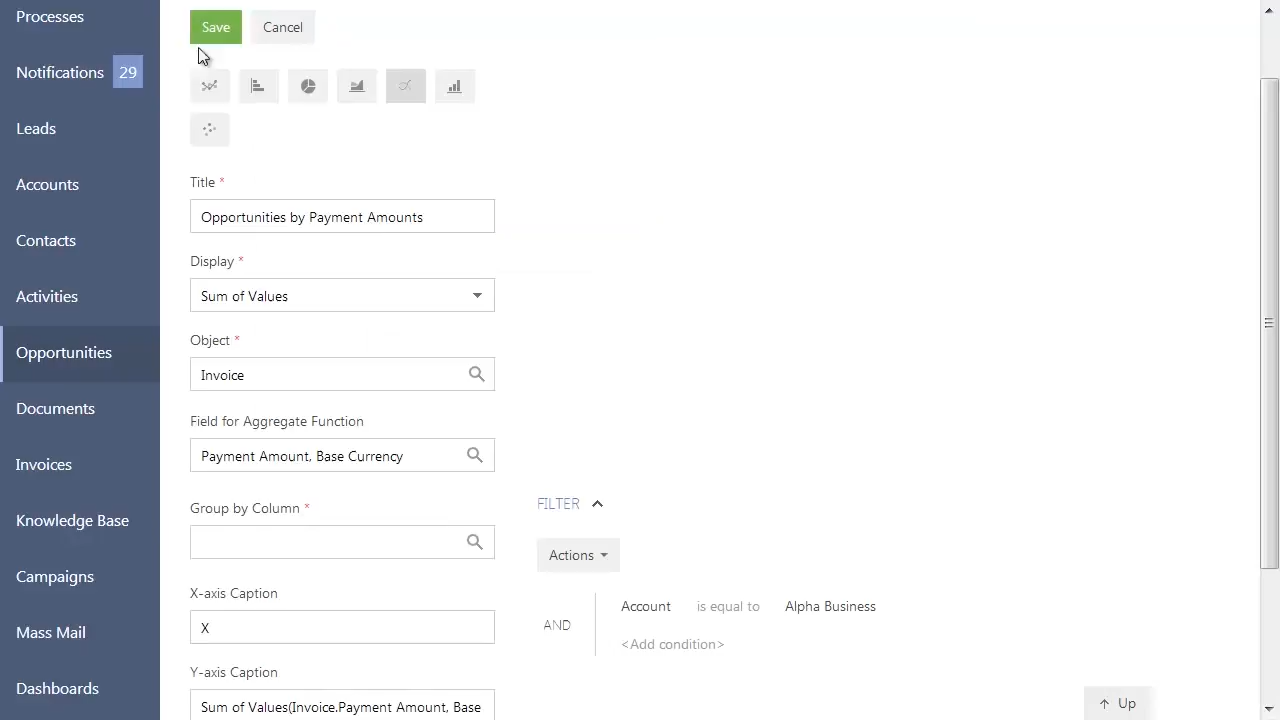 Processes
Notifications 29
Leads
Accounts
Contacts
Activities
Opportunities
Documents
Invoices
Knowledge Base
Campaigns
Mass Mail
Dashboards
Save Cancel
Title *
Opportunities by Payment Amounts
Display *
Sum of Values
Object *
Invoice
Field for Aggregate Function
Payment Amount, Base Currency
Group by Column *
X-axis Caption
X
Y-axis Caption
Sum of Values(Invoice.Payment Amount, Base
FILTER
Actions
AND
Account is equal to Alpha Business
<Add condition>
Up